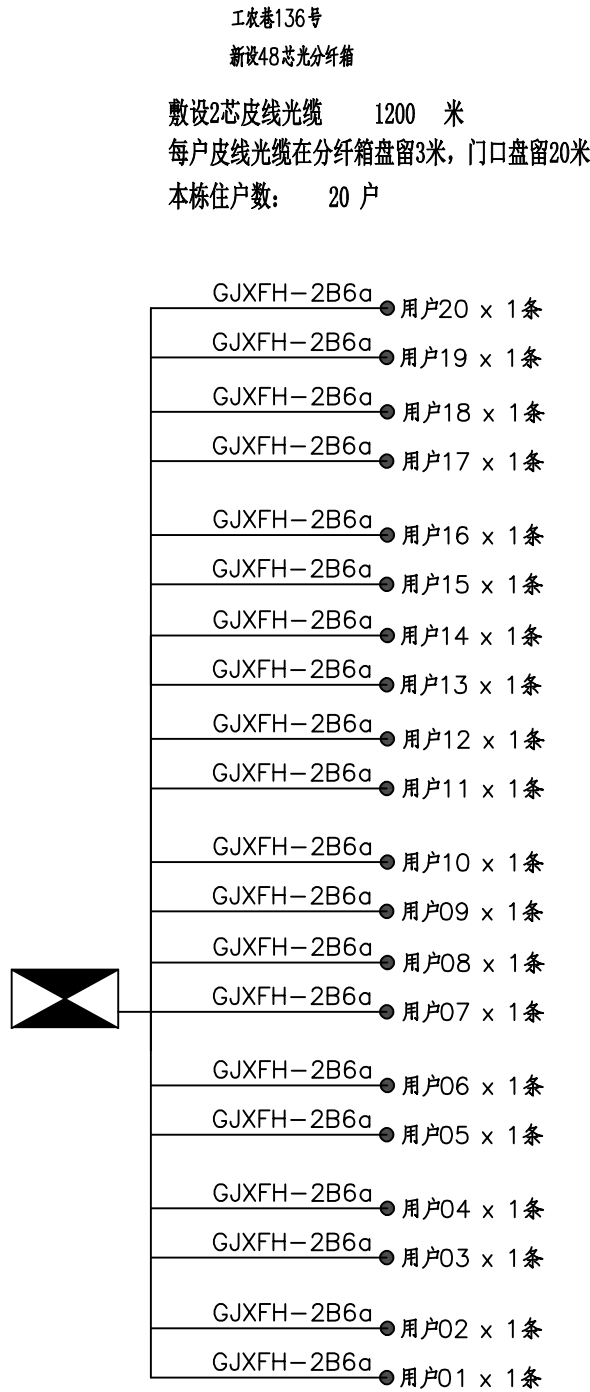 工农巷136号
新设48芯光分纤箱
敷设2芯皮线光缆 1200 米
每户皮线光缆在分纤箱盘留3米，门口盘留20米
本栋住户数： 20 户
GJXFH-2B6a 用户20 x 1条
GJXFH-2B6a 用户19 x 1条
GJXFH-2B6a 用户18 x 1条
GJXFH-2B6a 用户17 x 1条
GJXFH-2B6a 用户16 x 1条
GJXFH-2B6a 用户15 x 1条
GJXFH-2B6a 用户14 x 1条
GJXFH-2B6a 用户13 x 1条
GJXFH-2B6a 用户12 x 1条
GJXFH-2B6a 用户11 x 1条
GJXFH-2B6a 用户10 x 1条
GJXFH-2B6a 用户09 x 1条
GJXFH-2B6a 用户08 x 1条
GJXFH-2B6a 用户07 x 1条
GJXFH-2B6a 用户06 x 1条
GJXFH-2B6a 用户05 x 1条
GJXFH-2B6a 用户04 x 1条
GJXFH-2B6a 用户03 x 1条
GJXFH-2B6a 用户02 x 1条
GJXFH-2B6a 用户01 x 1条